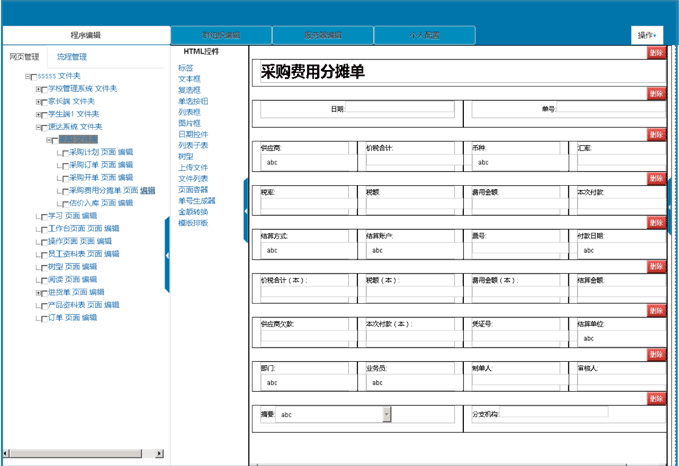 程序编辑
数据源编辑
服务器编辑
个人配置
操作
网页管理 流程管理
sssss 文件夹
学校管理系统 文件夹
家长端 文件夹
学生端1 文件夹
速达系统 文件夹
采购计划 页面 编辑
采购订单 页面 编辑
采购开单 页面 编辑
采购费用分摊单 页面 编辑
估价入库 页面 编辑
学习 页面 编辑
工作台页面 页面 编辑
操作页面 页面 编辑
员工资料表 页面 编辑
树型 页面 编辑
阅读 页面 编辑
进货单 页面 编辑
产品资料表 页面 编辑
订单 页面 编辑
HTML控件
标签
文本框
复选框
单选按钮
列表框
图片框
日期控件
列表子表
树型
上传文件
文件列表
页面容器
单号生成器
金额转换
模版排版
删除
采购费用分摊单
删除
日期: 单号:
删除
供应商: 价税合计: 币种: 汇率:
abc abc
删除
税率: 税额: 费用金额: 本次付款:
删除
结算方式: 结算账户: 票号: 付款日期:
abc abc abc
删除
价税合计（本）: 税额（本）: 费用金额（本）: 结算金额:
删除
供应商欠款: 本次付款（本）: 凭证号: 结算单位:
abc
删除
部门: 业务员: 制单人: 审核人:
abc abc
删除
摘要: abc 分支机构: